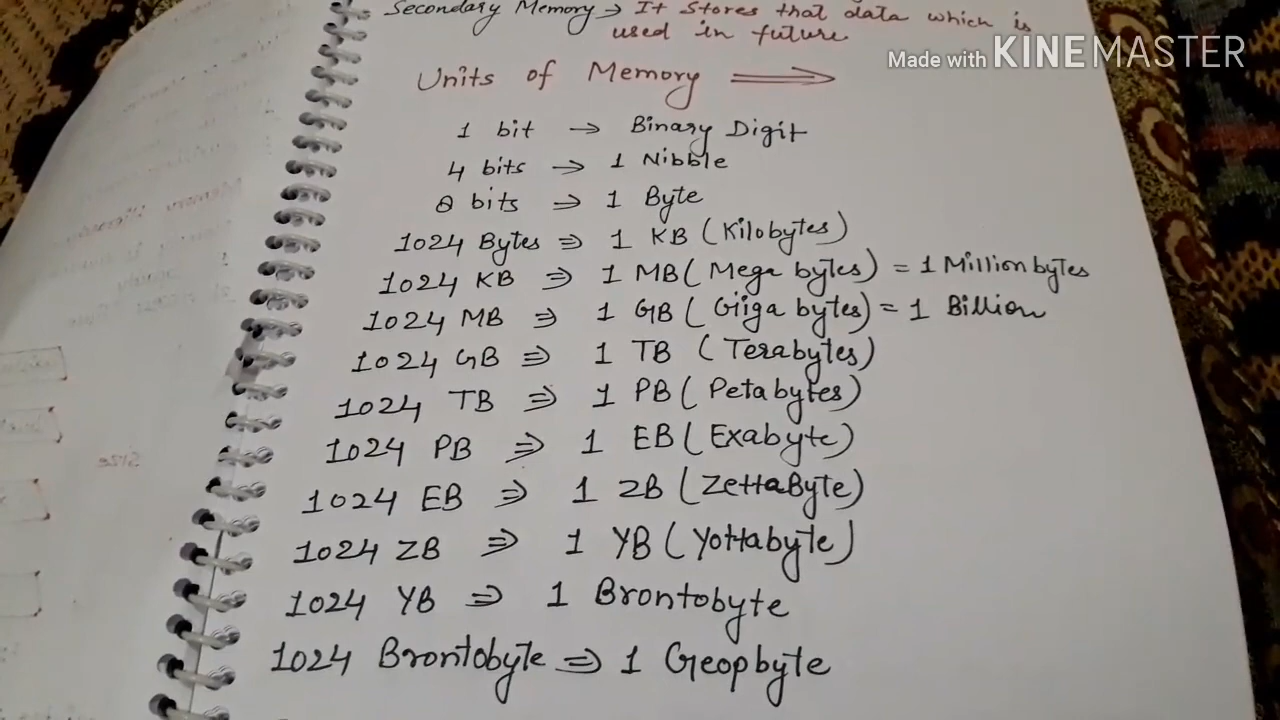 Secondary Memory → It stores that data which is
used in future
Made with KINEMASTER
Units of Memory ⇒
1 bit → Binary Digit
4 bits → 1 Nibble
8 bits ⇒ 1 Byte
1024 Bytes ⇒ 1 KB (Kilobytes)
1024 KB ⇒ 1 MB (Mega bytes) = 1 Million bytes
1024 MB ⇒ 1 GB (Giiga bytes) = 1 Billion
1024 GB ⇒ 1 TB (Terabytes)
1024 TB ⇒ 1 PB (Petabytes)
1024 PB ⇒ 1 EB (Exabyte)
1024 EB ⇒ 1 ZB (ZettaByte)
1024 ZB ⇒ 1 YB (Yottabyte)
1024 YB ⇒ 1 Brontobyte
1024 Brontobyte ⇒ 1 Geopbyte
Size